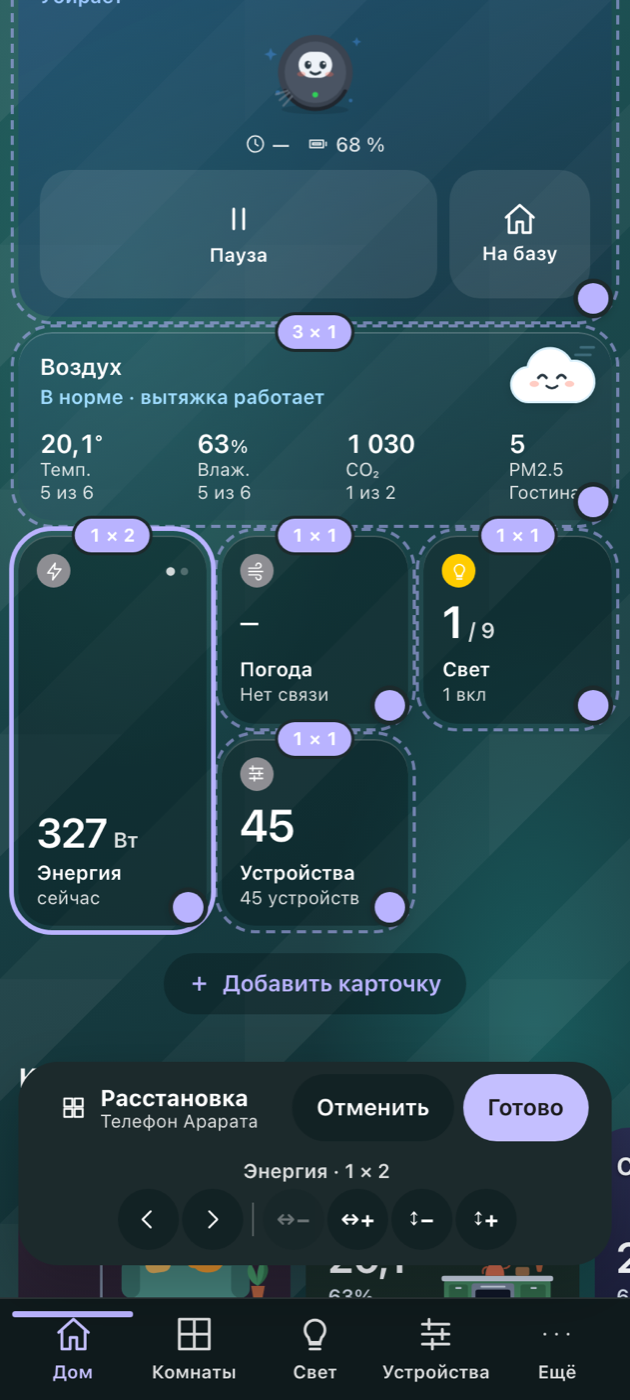 Убирает
— 68 %
Пауза
На базу
3 × 1
Воздух
В норме · вытяжка работает
20,1° 63% 1 030 5
Темп. Влаж. CO₂ PM2.5
5 из 6 5 из 6 1 из 2 Гостина
1 × 2 1 × 1 1 × 1
–
Погода
Нет связи
1 / 9
Свет
1 вкл
1 × 1
327 Вт
Энергия
сейчас
45
Устройства
45 устройств
+ Добавить карточку
Расстановка
Телефон Арарата
Отменить
Готово
Энергия · 1 × 2
63%
Дом Комнаты Свет Устройства Ещё